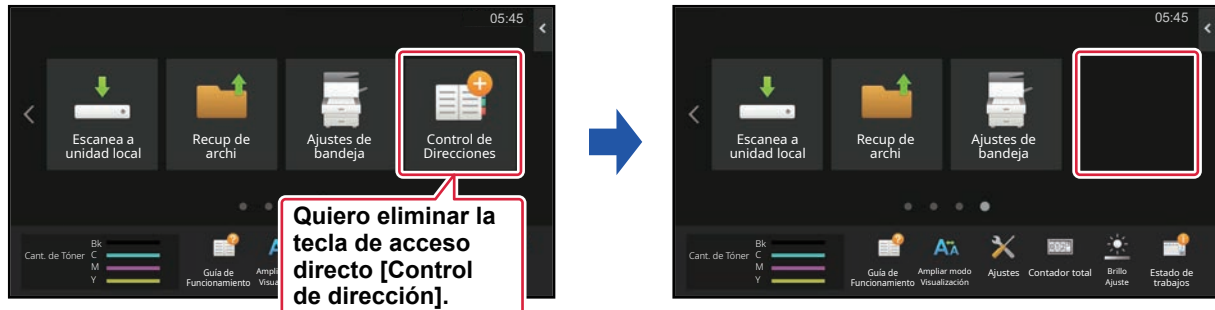 05:45
Escanea a
unidad local
Recup de
archi
Ajustes de
bandeja
Control de
Direcciones
Quiero eliminar la
tecla de acceso
directo [Control
de dirección].
Cant. de Tóner
Bk
C
M
Y
Guía de
Funcionamiento
05:45
Escanea a
unidad local
Recup de
archi
Ajustes de
bandeja
Cant. de Tóner
Bk
C
M
Y
Guía de
Funcionamiento
Ampliar modo
Visualización
Ajustes
Contador total
Brillo
Ajuste
Estado de
trabajos